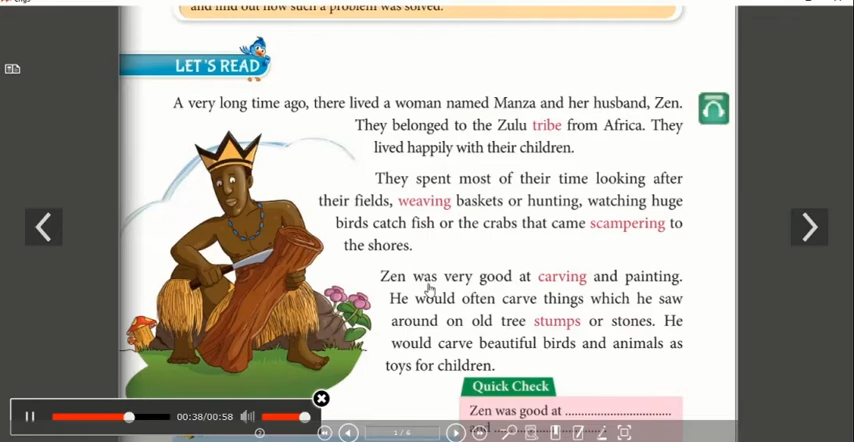 and find out how such a problem was solved.
LET'S READ
A very long time ago, there lived a woman named Manza and her husband, Zen.
They belonged to the Zulu tribe from Africa. They
lived happily with their children.
They spent most of their time looking after
their fields, weaving baskets or hunting, watching huge
birds catch fish or the crabs that came scampering to
the shores.
Zen was very good at carving and painting.
He would often carve things which he saw
around on old tree stumps or stones. He
would carve beautiful birds and animals as
toys for children.
Quick Check
Zen was good at ................................
and ................................
00:38/00:58
1 / 6